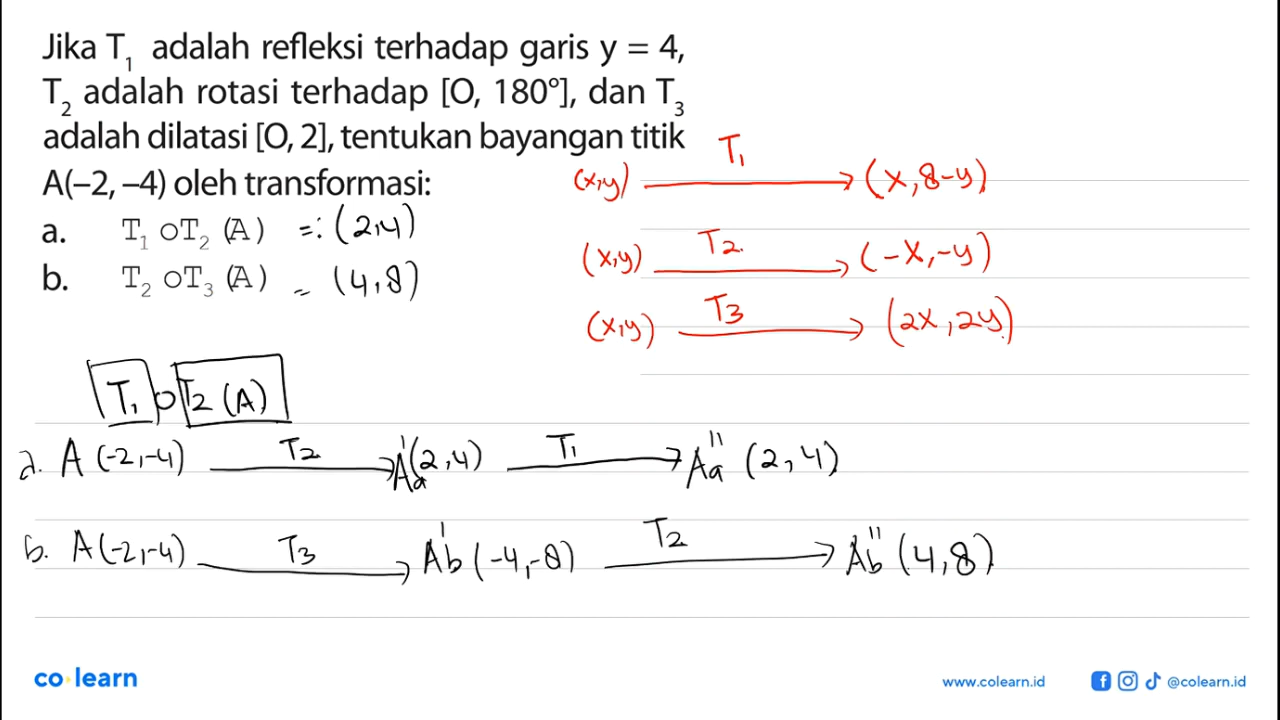 Jika T₁ adalah refleksi terhadap garis y = 4,
T₂ adalah rotasi terhadap [O, 180°], dan T₃
adalah dilatasi [O, 2], tentukan bayangan titik
A(–2, –4) oleh transformasi:
a. T₁ OT₂ (A) =: (2,4)
b. T₂ OT₃ (A) = (4,8)
(x,y) T₁ → (x, 8-y)
(x,y) T₂ → (-x, -y)
(x,y) T₃ → (2x, 2y)
T₁ o T₂ (A)
a. A (-2,-4) T₂ → A'a (2,4) T₁ → A"a (2,4)
b. A (-2,-4) T₃ → A'b (-4,-8) T₂ → A"b (4,8)
co·learn
www.colearn.id
@colearn.id